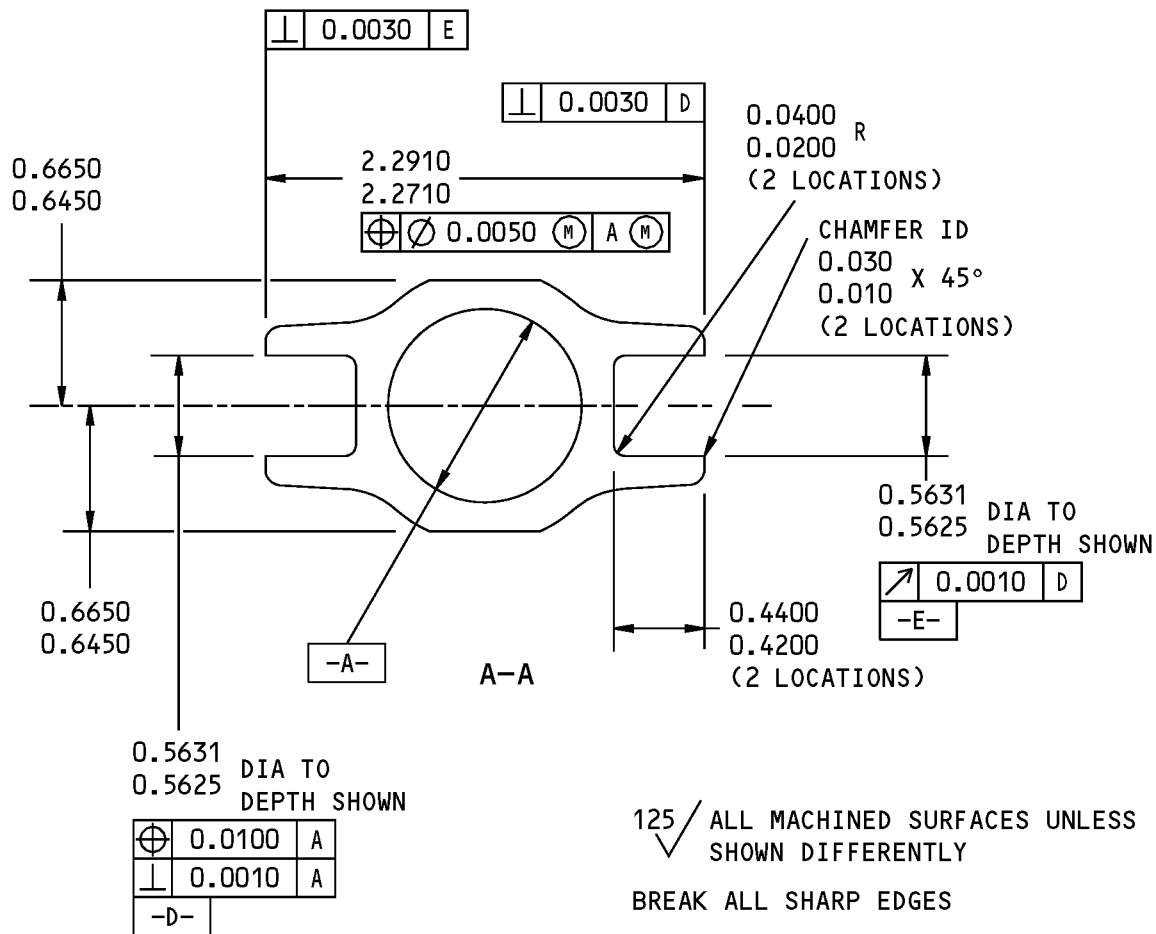 ⊥ 0.0030 E
⊥ 0.0030 D
0.0400
0.0200 R
(2 LOCATIONS)
0.6650
0.6450
2.2910
2.2710
⌖ ⌀ 0.0050 Ⓜ A Ⓜ
CHAMFER ID
0.030
0.010 X 45°
(2 LOCATIONS)
0.5631
0.5625 DIA TO
DEPTH SHOWN
↗ 0.0010 D
-E-
0.6650
0.6450
0.4400
0.4200
(2 LOCATIONS)
-A-
A-A
0.5631
0.5625 DIA TO
DEPTH SHOWN
⌖ 0.0100 A
⊥ 0.0010 A
-D-
125 ALL MACHINED SURFACES UNLESS
SHOWN DIFFERENTLY
BREAK ALL SHARP EDGES